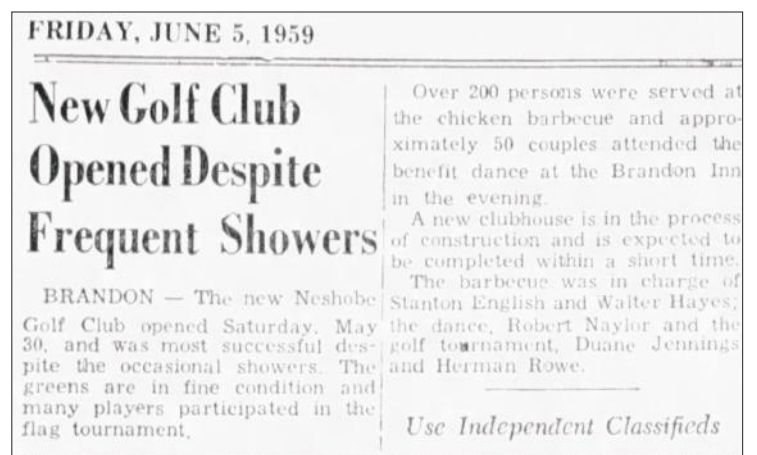 FRIDAY, JUNE 5, 1959
New Golf Club
Opened Despite
Frequent Showers
BRANDON — The new Neshobe
Golf Club opened Saturday, May
30, and was most successful des-
pite the occasional showers. The
greens are in fine condition and
many players participated in the
flag tournament,
Over 200 persons were served at
the chicken barbecue and appro-
ximately 50 couples attended the
benefit dance at the Brandon Inn
in the evening.
A new clubhouse is in the process
of construction and is expected to
be completed within a short time.
The barbecue was in charge of
Stanton English and Walter Hayes;
the dance, Robert Naylor and the
golf tournament, Duane Jennings
and Herman Rowe.
Use Independent Classifieds